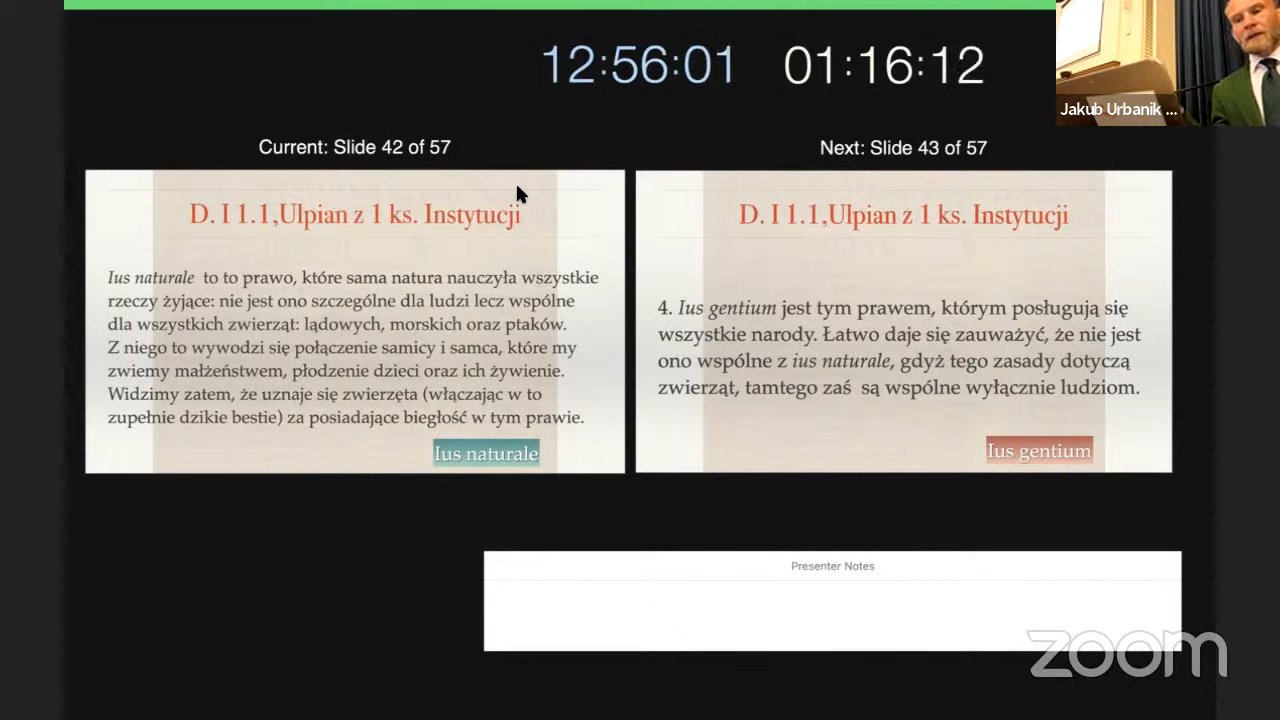 12:56:01 01:16:12
Jakub Urbanik ...
Current: Slide 42 of 57
Next: Slide 43 of 57
D. I 1.1,Ulpian z 1 ks. Instytucji
Ius naturale to to prawo, które sama natura nauczyła wszystkie
rzeczy żyjące: nie jest ono szczególne dla ludzi lecz wspólne
dla wszystkich zwierząt: lądowych, morskich oraz ptaków.
Z niego to wywodzi się połączenie samicy i samca, które my
zwiemy małżeństwem, płodzenie dzieci oraz ich żywienie.
Widzimy zatem, że uznaje się zwierzęta (włączając w to
zupełnie dzikie bestie) za posiadające biegłość w tym prawie.
Ius naturale
D. I 1.1,Ulpian z 1 ks. Instytucji
4. Ius gentium jest tym prawem, którym posługują się
wszystkie narody. Łatwo daje się zauważyć, że nie jest
ono wspólne z ius naturale, gdyż tego zasady dotyczą
zwierząt, tamtego zaś są wspólne wyłącznie ludziom.
Ius gentium
Presenter Notes
zoom